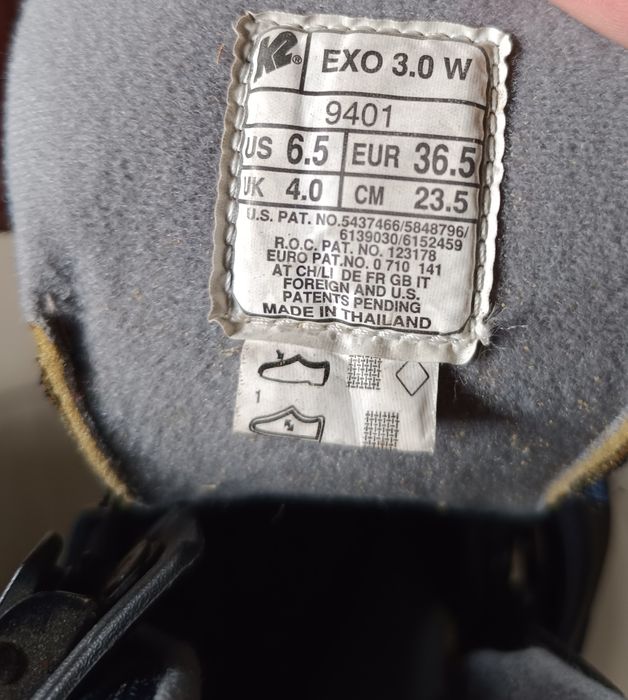 K2® EXO 3.0 W
9401
US 6.5 EUR 36.5
UK 4.0 CM 23.5
U.S. PAT. NO.5437466/5848796/
6139030/6152459
R.O.C. PAT. NO. 123178
EURO PAT.NO. 0 710 141
AT CH/LI DE FR GB IT
FOREIGN AND U.S.
PATENTS PENDING
MADE IN THAILAND
1